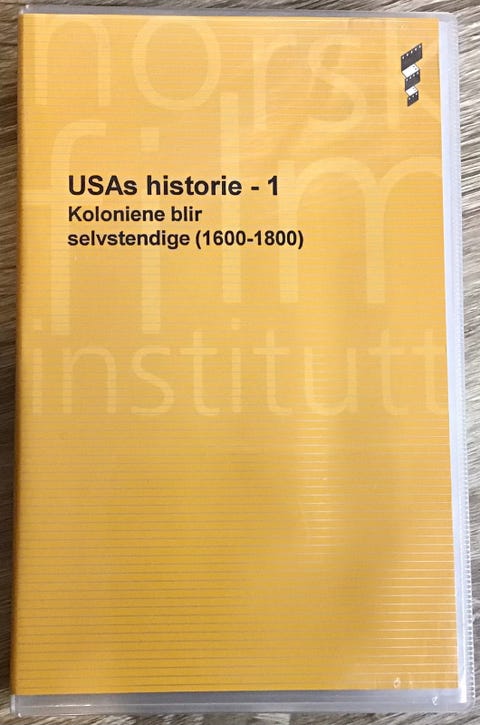 norsk
film
institutt
USAs historie - 1
Koloniene blir
selvstendige (1600-1800)